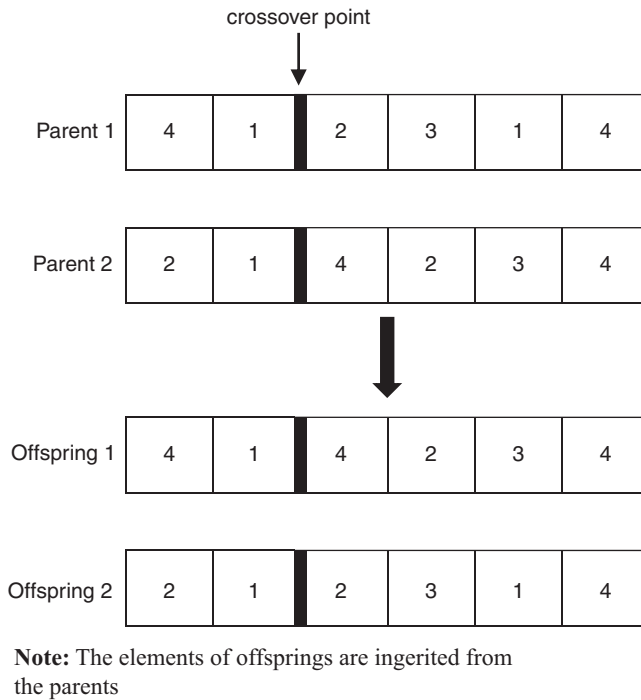 crossover point
Parent 1 4 1 2 3 1 4
Parent 2 2 1 4 2 3 4
Offspring 1 4 1 4 2 3 4
Offspring 2 2 1 2 3 1 4
Note: The elements of offsprings are ingerited from
the parents